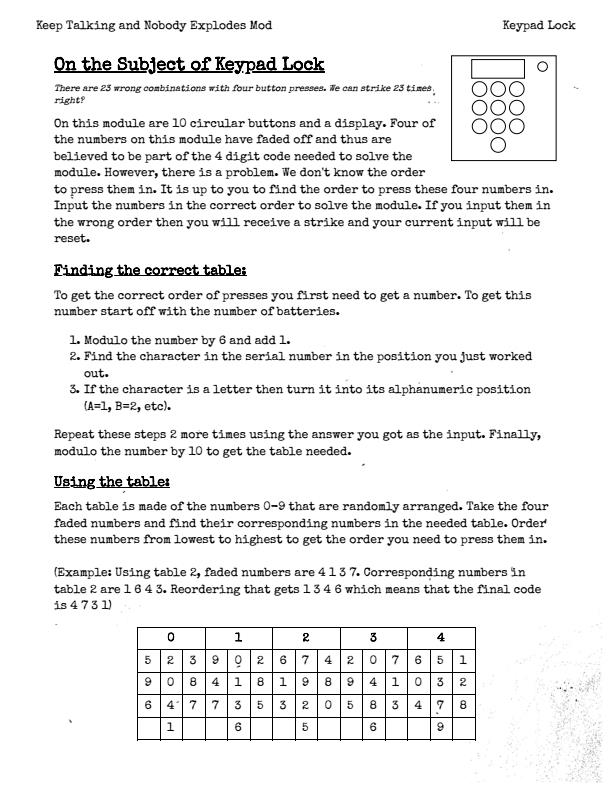 Keep Talking and Nobody Explodes Mod Keypad Lock
On the Subject of Keypad Lock
There are 23 wrong combinations with four button presses. We can strike 23 times,
right?
On this module are 10 circular buttons and a display. Four of
the numbers on this module have faded off and thus are
believed to be part of the 4 digit code needed to solve the
module. However, there is a problem. We don't know the order
to press them in. It is up to you to find the order to press these four numbers in.
Input the numbers in the correct order to solve the module. If you input them in
the wrong order then you will receive a strike and your current input will be
reset.
Finding the correct table:
To get the correct order of presses you first need to get a number. To get this
number start off with the number of batteries.
1. Modulo the number by 6 and add 1.
2. Find the character in the serial number in the position you just worked
out.
3. If the character is a letter then turn it into its alphanumeric position
(A=1, B=2, etc).
Repeat these steps 2 more times using the answer you got as the input. Finally,
modulo the number by 10 to get the table needed.
Using the table:
Each table is made of the numbers 0-9 that are randomly arranged. Take the four
faded numbers and find their corresponding numbers in the needed table. Order
these numbers from lowest to highest to get the order you need to press them in.
(Example: Using table 2, faded numbers are 4 1 3 7. Corresponding numbers in
table 2 are 1 6 4 3. Reordering that gets 1 3 4 6 which means that the final code
is 4 7 3 1)
0 1 2 3 4
5 2 3 9 0 2 6 7 4 2 0 7 6 5 1
9 0 8 4 1 8 1 9 8 9 4 1 0 3 2
6 4 7 7 3 5 3 2 0 5 8 3 4 7 8
1 6 5 6 9